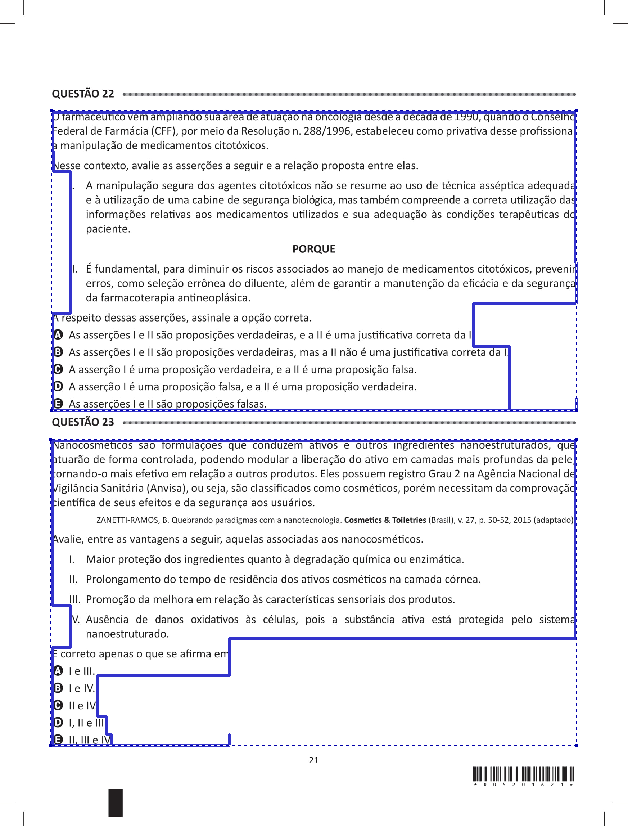 QUESTÃO 22
O farmacêutico vem ampliando sua área de atuação na oncologia desde a década de 1990, quando o Conselho
Federal de Farmácia (CFF), por meio da Resolução n. 288/1996, estabeleceu como privativa desse profissional
a manipulação de medicamentos citotóxicos.
Nesse contexto, avalie as asserções a seguir e a relação proposta entre elas.
I. A manipulação segura dos agentes citotóxicos não se resume ao uso de técnica asséptica adequada
e à utilização de uma cabine de segurança biológica, mas também compreende a correta utilização das
informações relativas aos medicamentos utilizados e sua adequação às condições terapêuticas do
paciente.
PORQUE
II. É fundamental, para diminuir os riscos associados ao manejo de medicamentos citotóxicos, prevenir
erros, como seleção errônea do diluente, além de garantir a manutenção da eficácia e da segurança
da farmacoterapia antineoplásica.
A respeito dessas asserções, assinale a opção correta.
A As asserções I e II são proposições verdadeiras, e a II é uma justificativa correta da I.
B As asserções I e II são proposições verdadeiras, mas a II não é uma justificativa correta da I.
C A asserção I é uma proposição verdadeira, e a II é uma proposição falsa.
D A asserção I é uma proposição falsa, e a II é uma proposição verdadeira.
E As asserções I e II são proposições falsas.
QUESTÃO 23
Nanocosméticos são formulações que conduzem ativos e outros ingredientes nanoestruturados, que
atuarão de forma controlada, podendo modular a liberação do ativo em camadas mais profundas da pele,
tornando-o mais efetivo em relação a outros produtos. Eles possuem registro Grau 2 na Agência Nacional de
Vigilância Sanitária (Anvisa), ou seja, são classificados como cosméticos, porém necessitam da comprovação
científica de seus efeitos e da segurança aos usuários.
ZANETTI-RAMOS, B. Quebrando paradigmas com a nanotecnologia. Cosmetics & Toiletries (Brasil), v. 27, p. 50-52, 2015 (adaptado).
Avalie, entre as vantagens a seguir, aquelas associadas aos nanocosméticos.
I. Maior proteção dos ingredientes quanto à degradação química ou enzimática.
II. Prolongamento do tempo de residência dos ativos cosméticos na camada córnea.
III. Promoção da melhora em relação às características sensoriais dos produtos.
IV. Ausência de danos oxidativos às células, pois a substância ativa está protegida pelo sistema
nanoestruturado.
É correto apenas o que se afirma em
A I e III.
B I e IV.
C II e IV.
D I, II e III.
E II, III e IV.
21